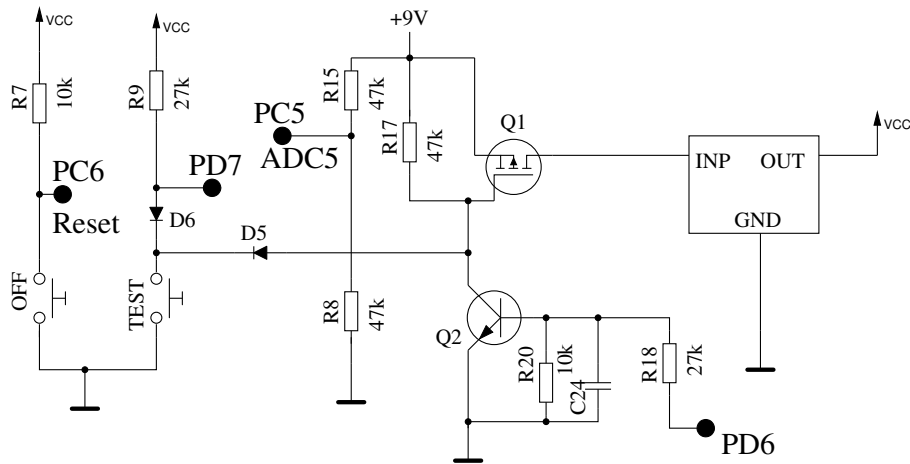 VCC
VCC
+9V
R7
10k
R9
27k
R15
47k
PC5
ADC5
R17
47k
Q1
VCC
INP OUT
GND
PC6
Reset
PD7
D6
D5
OFF
TEST
R8
47k
Q2
R20
10k
C24
R18
27k
PD6